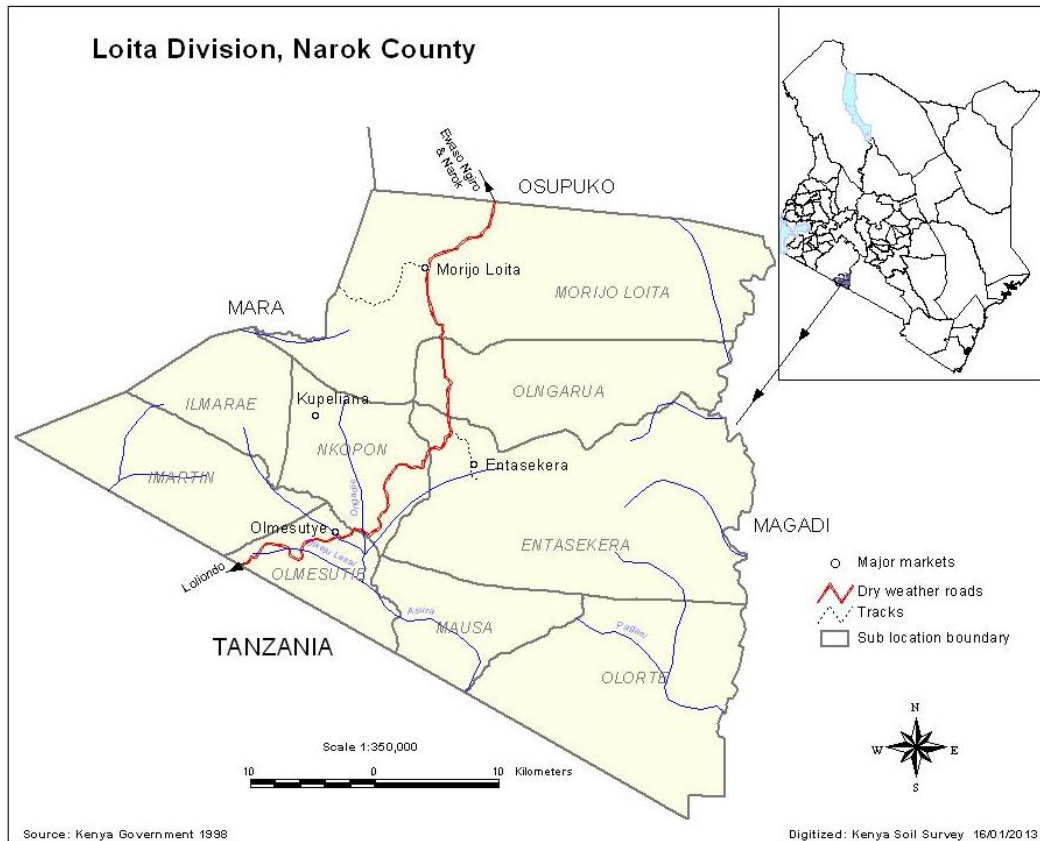 Loita Division, Narok County
Ewaso Ngiro
& Narok
OSUPUKO
Morijo Loita
MORIJO LOITA
MARA
OLNGARUA
ILMARAE
Kupeliana
NKOPON
Entasekera
IMARTIN
Olmesutye
MAGADI
ENTASEKERA
Loliondo
OLMESUTIE
Asura
MAUSA
Pagasi
OLORTE
TANZANIA
Major markets
Dry weather roads
Tracks
Sub location boundary
Scale 1:350,000
10 0 10 Kilometers
N
W E
S
Source: Kenya Government 1998
Digitized: Kenya Soil Survey 16/01/2013